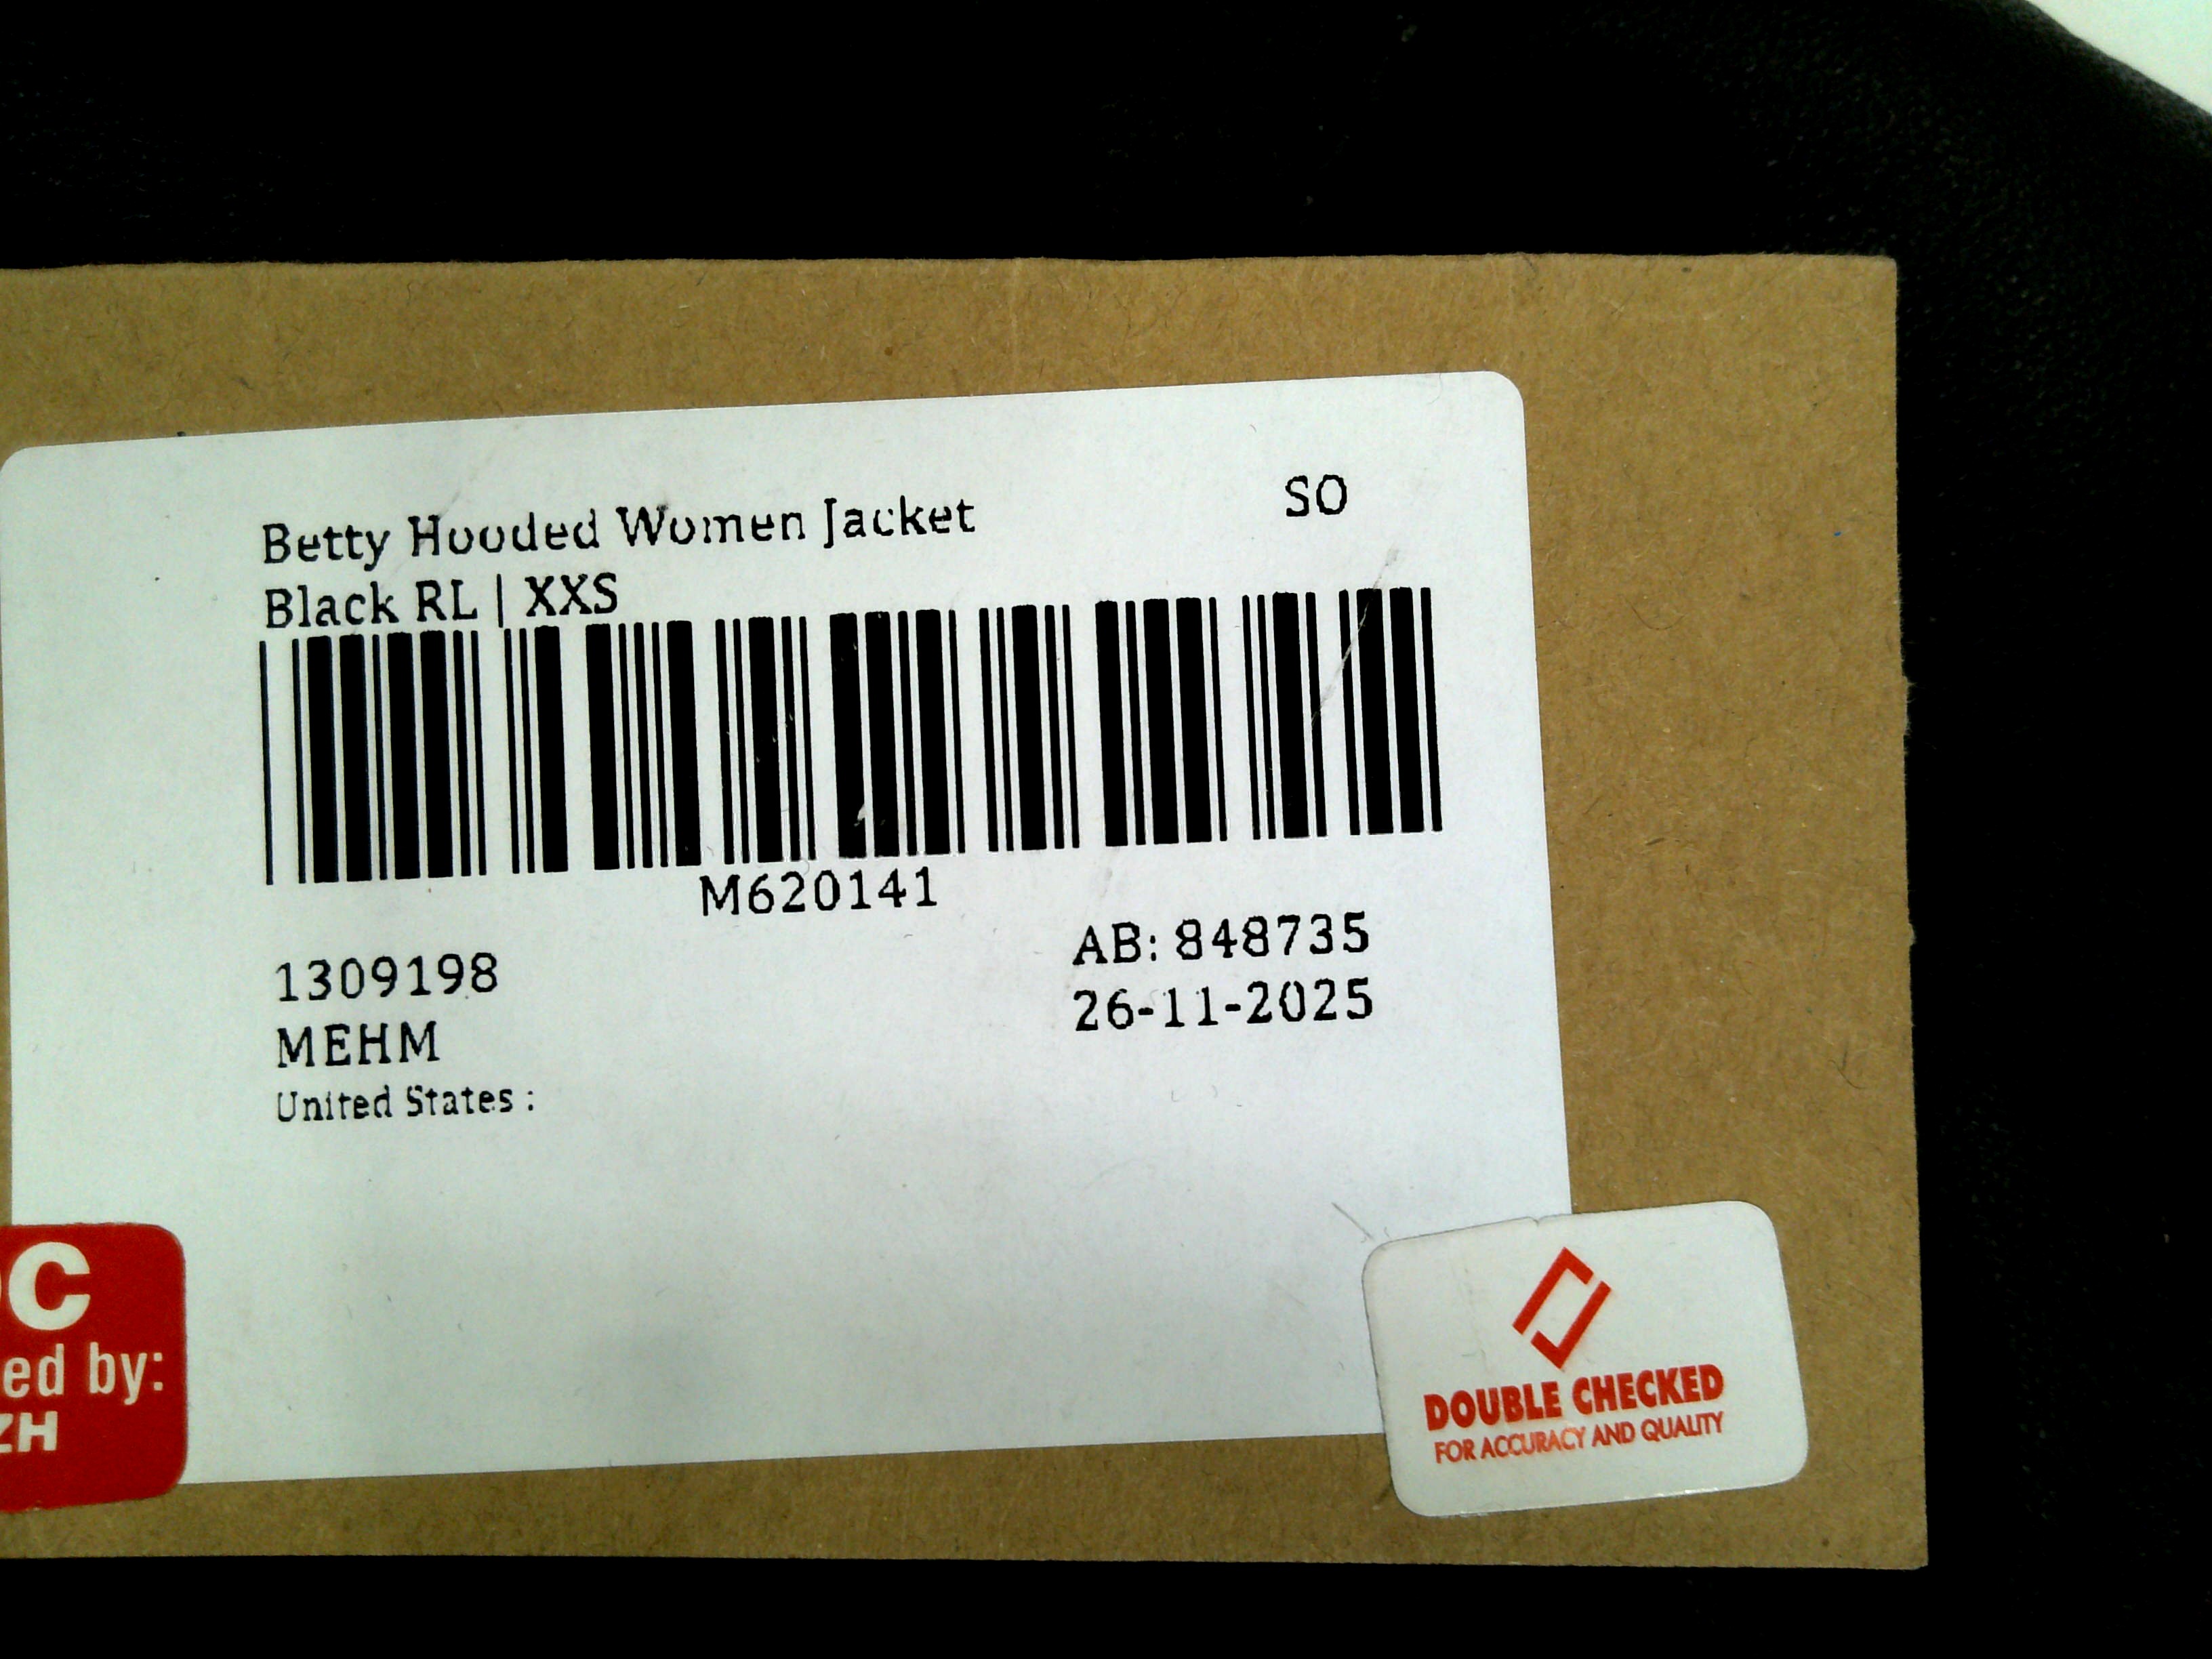 Betty Hooded Women Jacket
SO
Black RL | XXS
M620141
AB: 848735
1309198
26-11-2025
MEHM
United States :
C
ed by:
ZH
DOUBLE CHECKED
FOR ACCURACY AND QUALITY